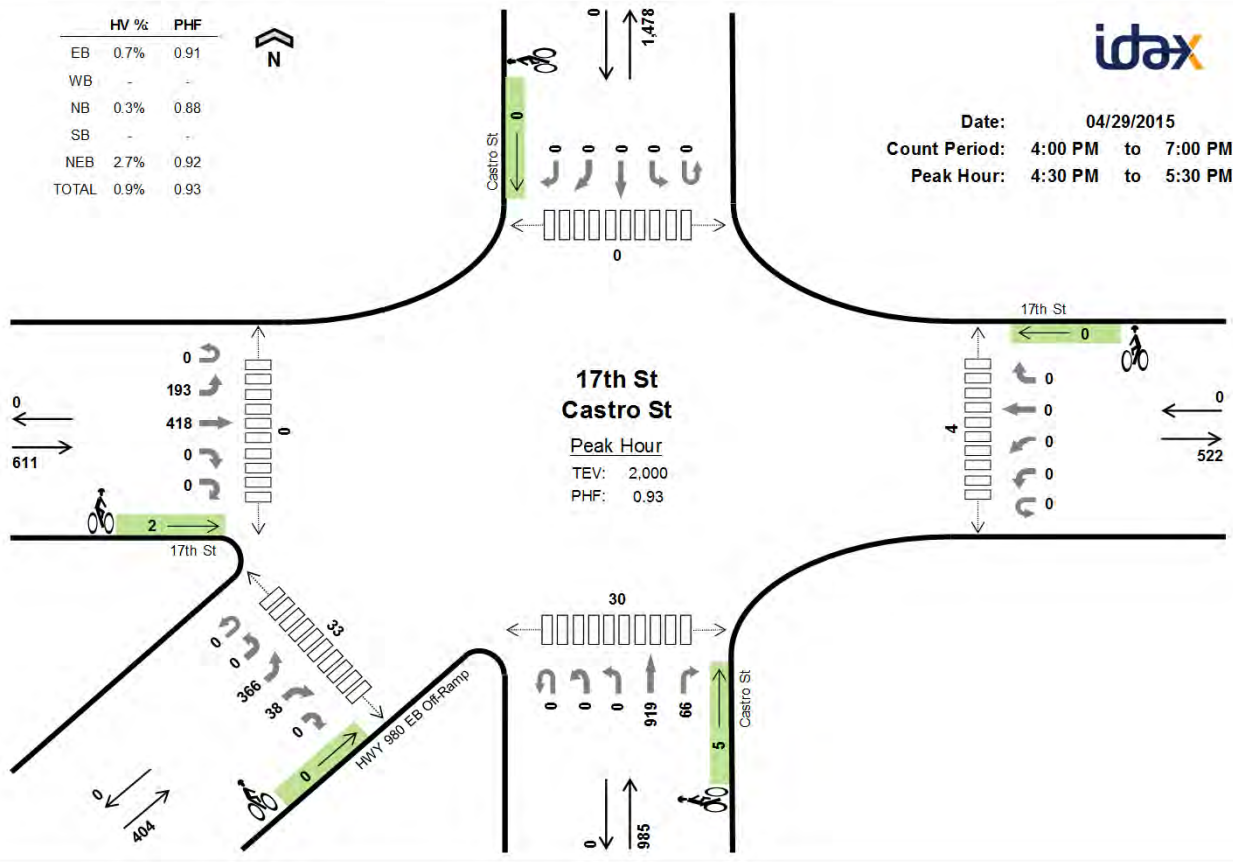 HV %: PHF
EB 0.7% 0.91
WB - -
NB 0.3% 0.88
SB - -
NEB 2.7% 0.92
TOTAL 0.9% 0.93
N
idax
Date: 04/29/2015
Count Period: 4:00 PM to 7:00 PM
Peak Hour: 4:30 PM to 5:30 PM
0
1,478
Castro St
0
0 0 0 0 0
0
17th St
0
0
0
0
0
0
4
0
522
17th St
Castro St
Peak Hour
TEV: 2,000
PHF: 0.93
0
611
0
193
418
0
0
0
2
17th St
33
0
0
366
38
0
0
HWY 980 EB Off-Ramp
0
404
30
0 0 0 919 66
5
Castro St
0
985